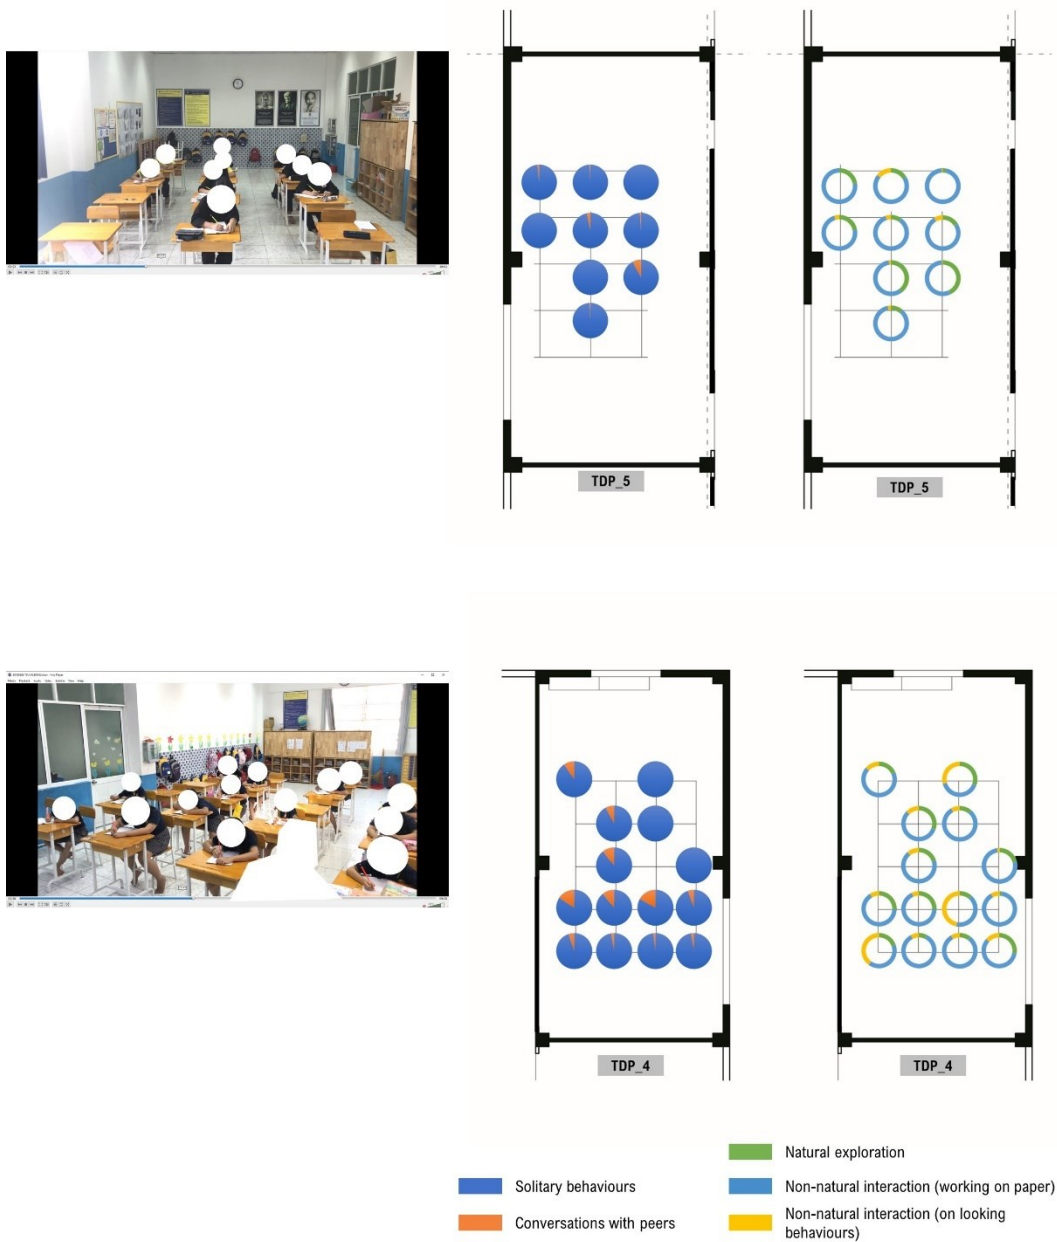 TDP_5
TDP_5
TDP_4
TDP_4
Natural exploration
Solitary behaviours
Non-natural interaction (working on paper)
Conversations with peers
Non-natural interaction (on looking
behaviours)